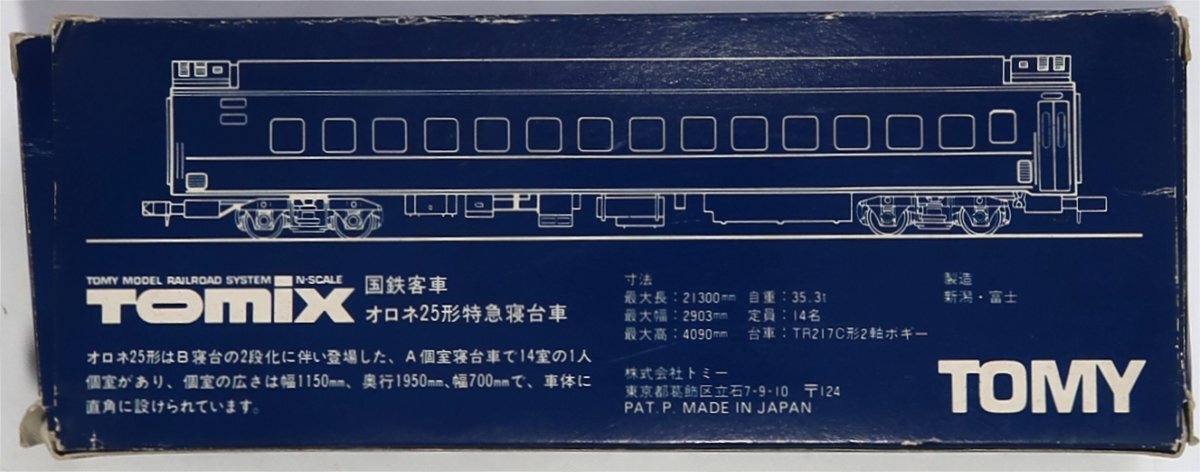 TOMY MODEL RAILROAD SYSTEM N-SCALE
TOMIX
国鉄客車
オロネ25形特急寝台車
オロネ25形はB寝台の2段化に伴い登場した、A個室寝台車で14室の1人
個室があり、個室の広さは幅1150mm、奥行1950mm、幅700mmで、車体に
直角に設けられています。
寸法
最大長：21300mm 自重：35.3t
最大幅：2903mm 定員：14名
最大高：4090mm 台車：TR217C形2軸ボギー
株式会社トミー
東京都葛飾区立石7-9-10 〒124
PAT. P. MADE IN JAPAN
製造
新潟・富士
TOMY